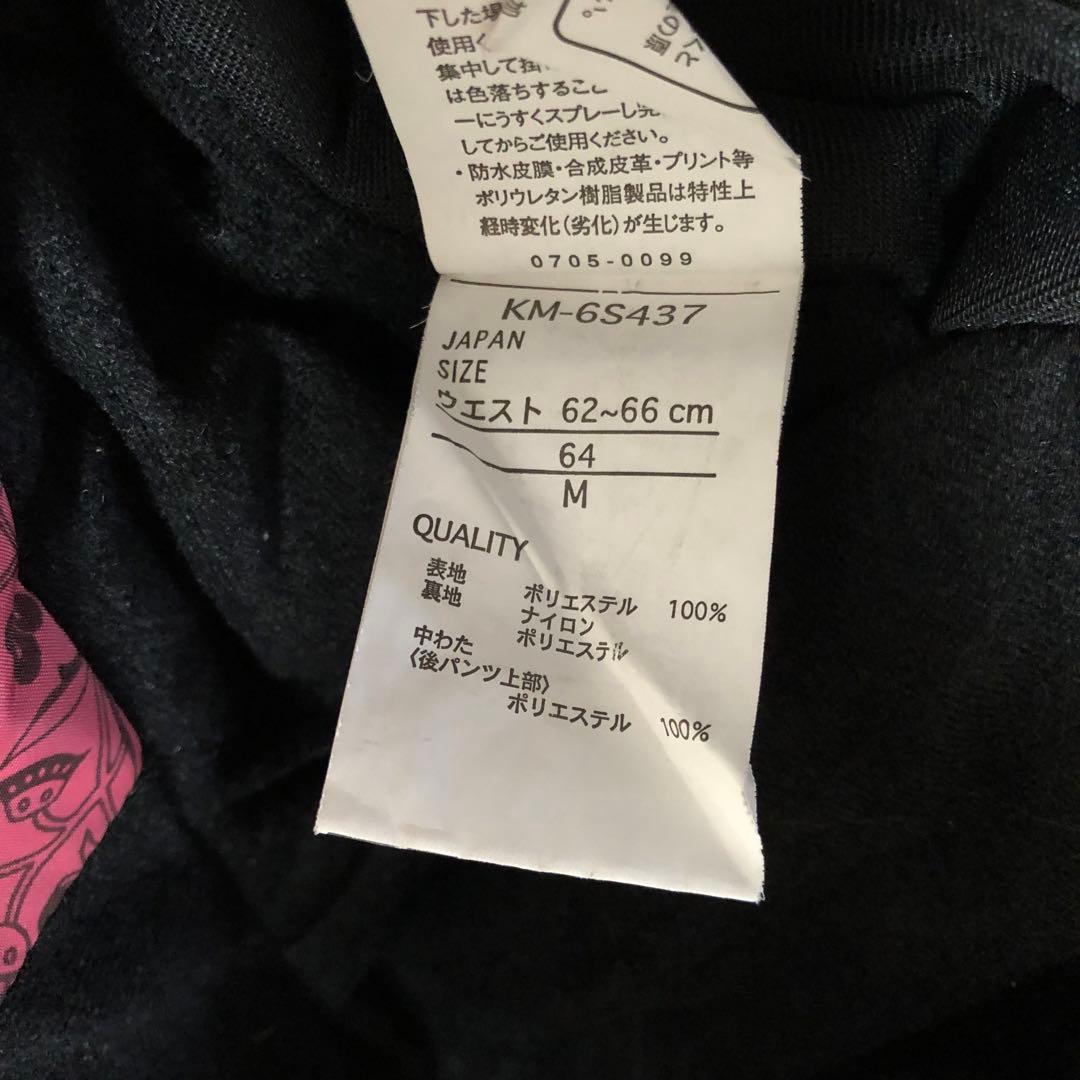 下した場
使用く
集中して掛
は色落ちするこ
一にうすくスプレーし完
してからご使用ください。
・防水皮膜・合成皮革・プリント等
ポリウレタン樹脂製品は特性上
経時変化(劣化)が生じます。
0705-0099
KM-6S437
JAPAN
SIZE
ウエスト 62~66 cm
64
M
QUALITY
表地 ポリエステル 100%
裏地 ナイロン
ポリエステル
中わた
〈後パンツ上部〉
ポリエステル 100%